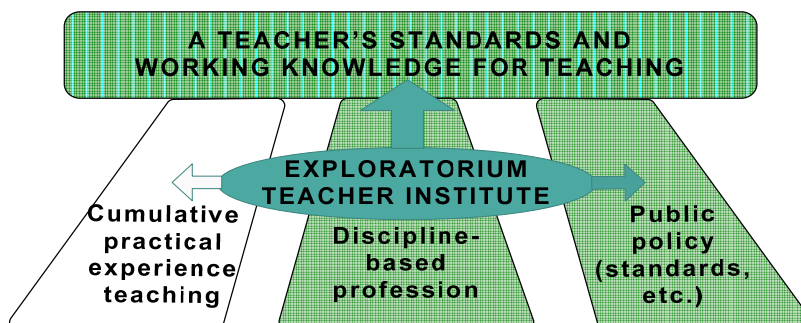 A TEACHER'S STANDARDS AND
WORKING KNOWLEDGE FOR TEACHING
EXPLORATORIUM
TEACHER INSTITUTE
Cumulative
practical
experience
teaching
Discipline-
based
profession
Public
policy
(standards,
etc.)